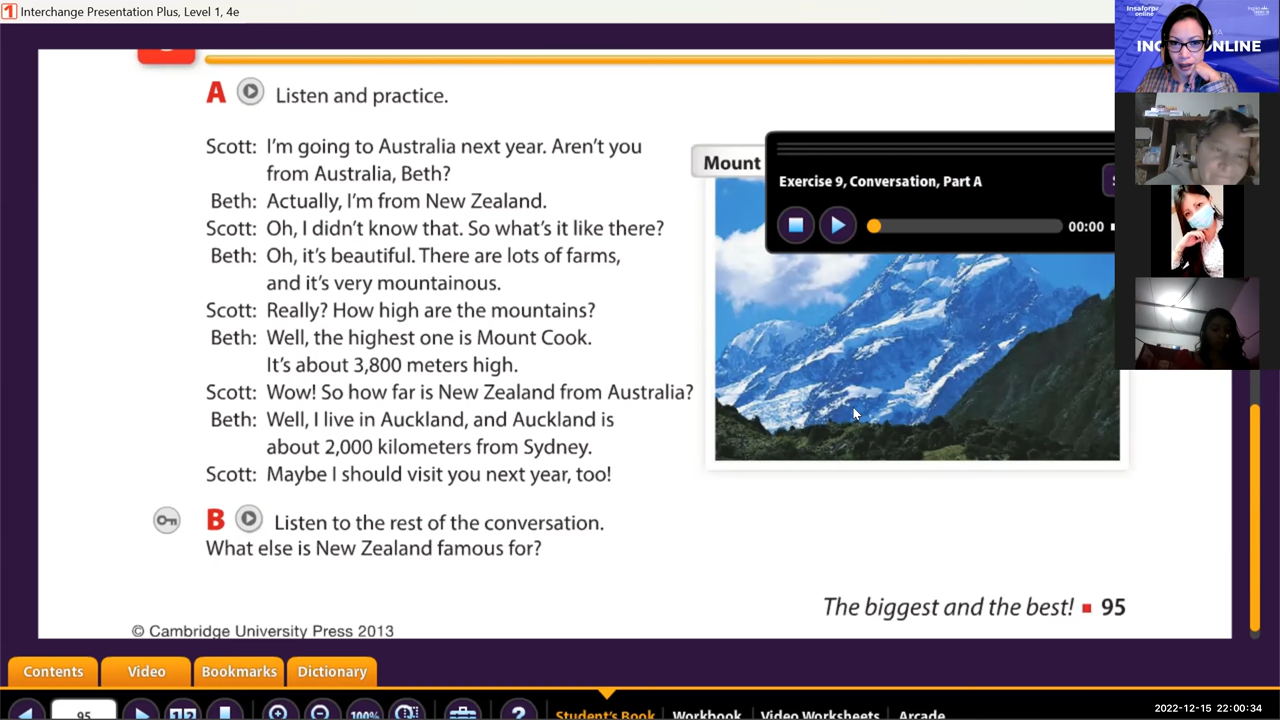 Interchange Presentation Plus, Level 1, 4e
A Listen and practice.
Scott: I'm going to Australia next year. Aren't you
from Australia, Beth?
Beth: Actually, I'm from New Zealand.
Scott: Oh, I didn't know that. So what's it like there?
Beth: Oh, it's beautiful. There are lots of farms,
and it's very mountainous.
Scott: Really? How high are the mountains?
Beth: Well, the highest one is Mount Cook.
It's about 3,800 meters high.
Scott: Wow! So how far is New Zealand from Australia?
Beth: Well, I live in Auckland, and Auckland is
about 2,000 kilometers from Sydney.
Scott: Maybe I should visit you next year, too!
Mount
Exercise 9, Conversation, Part A
00:00
B Listen to the rest of the conversation.
What else is New Zealand famous for?
The biggest and the best! 95
© Cambridge University Press 2013
Contents Video Bookmarks Dictionary
95
100%
Student's Book Workbook Video Worksheets Arcade
online
ONLINE
2022-12-15 22:00:34